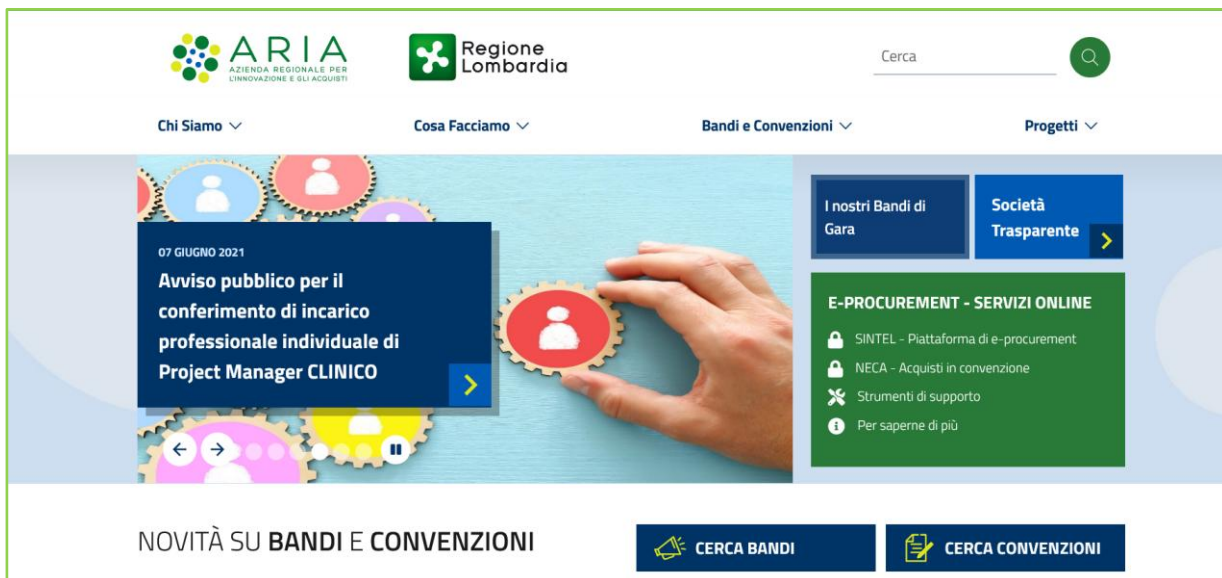 ARIA
AZIENDA REGIONALE PER
L'INNOVAZIONE E GLI ACQUISTI
Regione
Lombardia
Cerca
Chi Siamo
Cosa Facciamo
Bandi e Convenzioni
Progetti
07 GIUGNO 2021
Avviso pubblico per il
conferimento di incarico
professionale individuale di
Project Manager CLINICO
I nostri Bandi di
Gara
Società
Trasparente
E-PROCUREMENT - SERVIZI ONLINE
SINTEL - Piattaforma di e-procurement
NECA - Acquisti in convenzione
Strumenti di supporto
Per saperne di più
NOVITÀ SU BANDI E CONVENZIONI
CERCA BANDI
CERCA CONVENZIONI